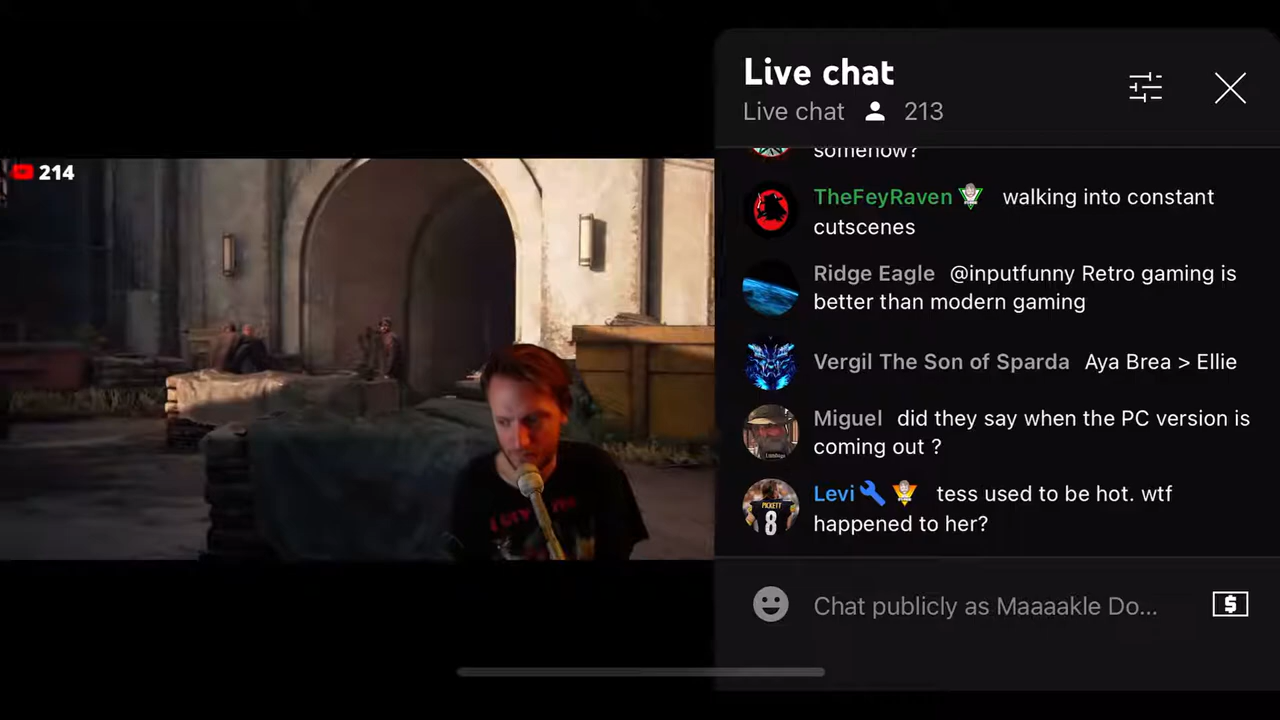 214
Live chat
Live chat 213
somehow?
TheFeyRaven walking into constant
cutscenes
Ridge Eagle @inputfunny Retro gaming is
better than modern gaming
Vergil The Son of Sparda Aya Brea > Ellie
Miguel did they say when the PC version is
coming out ?
PICKETT
8
Levi tess used to be hot. wtf
happened to her?
Chat publicly as Maaaakle Do...
$